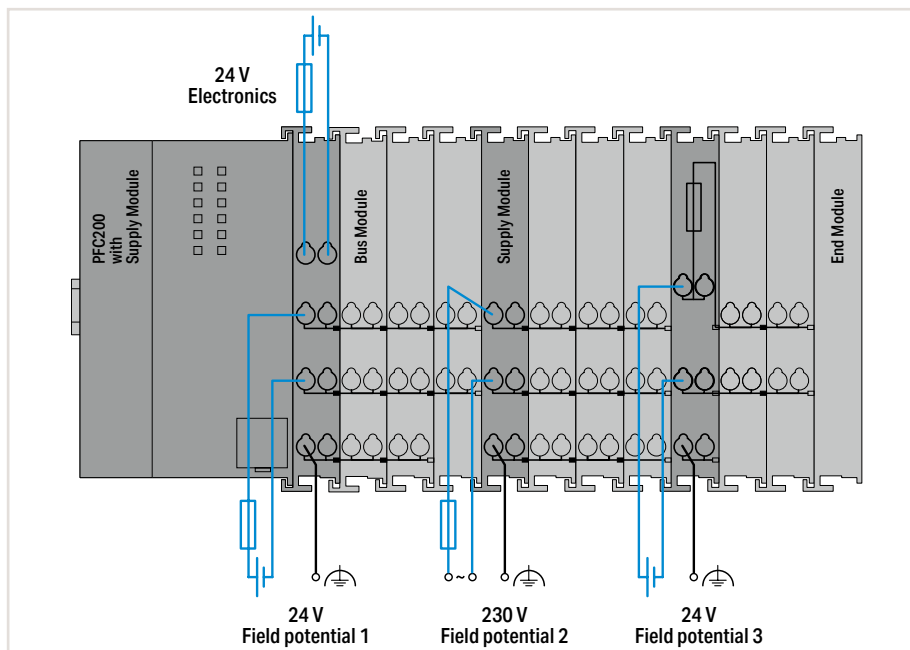 24 V
Electronics
PFC200
with
Supply Module
Bus Module
Supply Module
End Module
~
24 V
Field potential 1
230 V
Field potential 2
24 V
Field potential 3